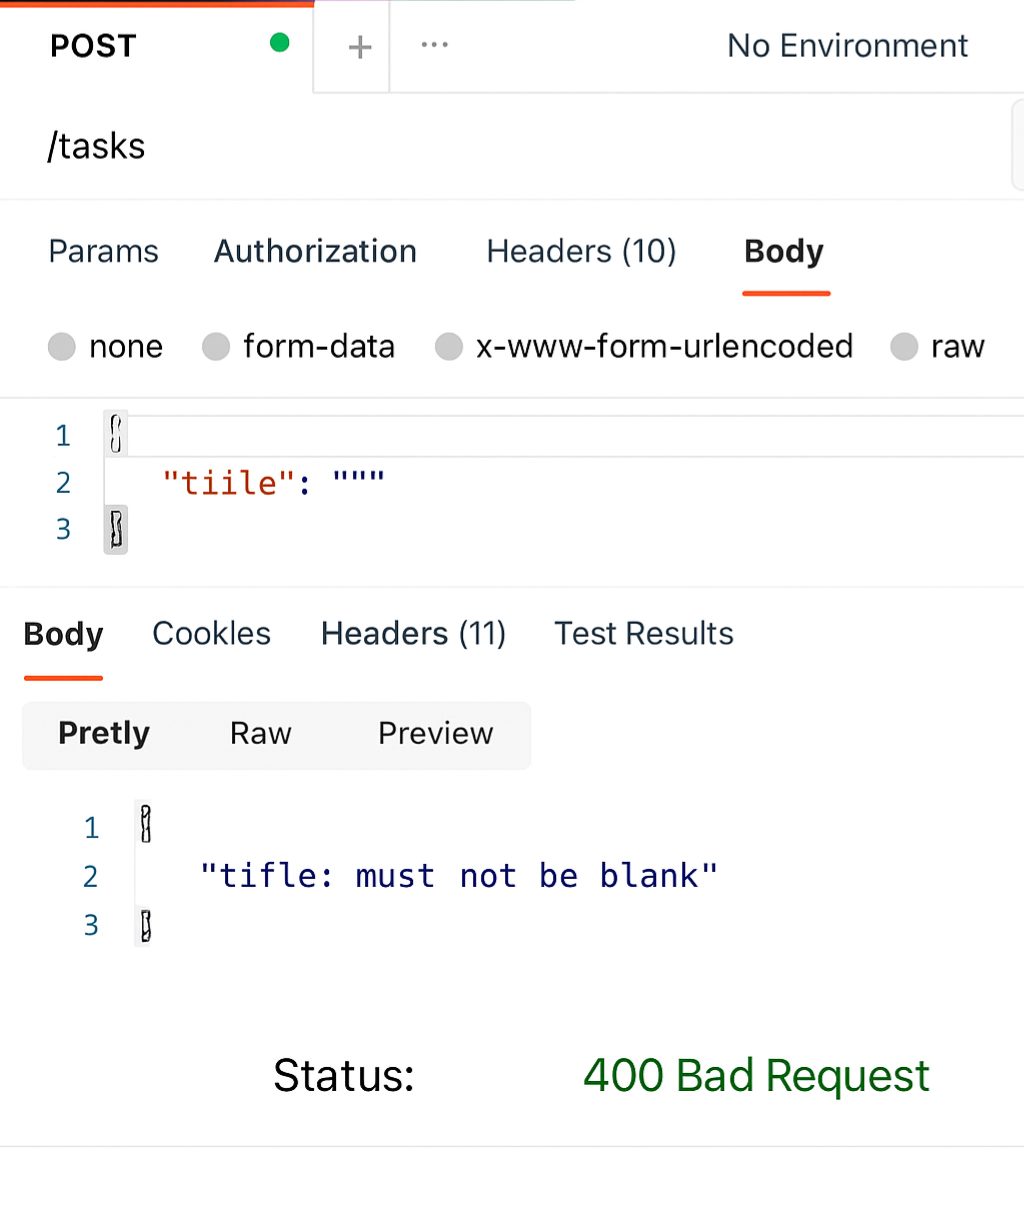 POST + ... No Environment
/tasks
Params Authorization Headers (10) Body
none form-data x-www-form-urlencoded raw
1
2 "tiile": """
3
Body Cookles Headers (11) Test Results
Pretly Raw Preview
1
2 "tifle: must not be blank"
3
Status: 400 Bad Request